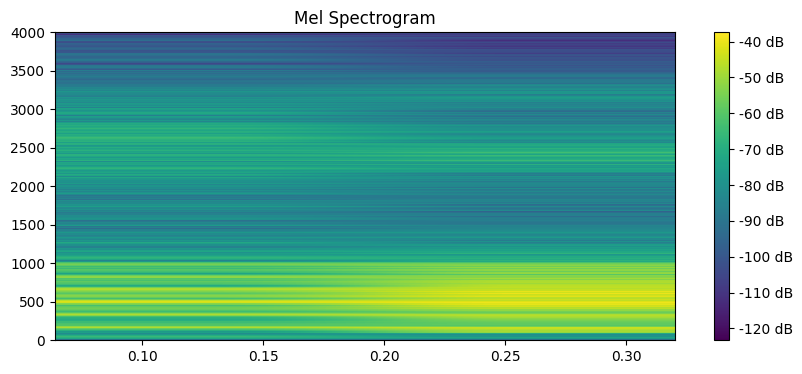 Mel Spectrogram
4000
3500
3000
2500
2000
1500
1000
500
0
0.10 0.15 0.20 0.25 0.30
-40 dB
-50 dB
-60 dB
-70 dB
-80 dB
-90 dB
-100 dB
-110 dB
-120 dB